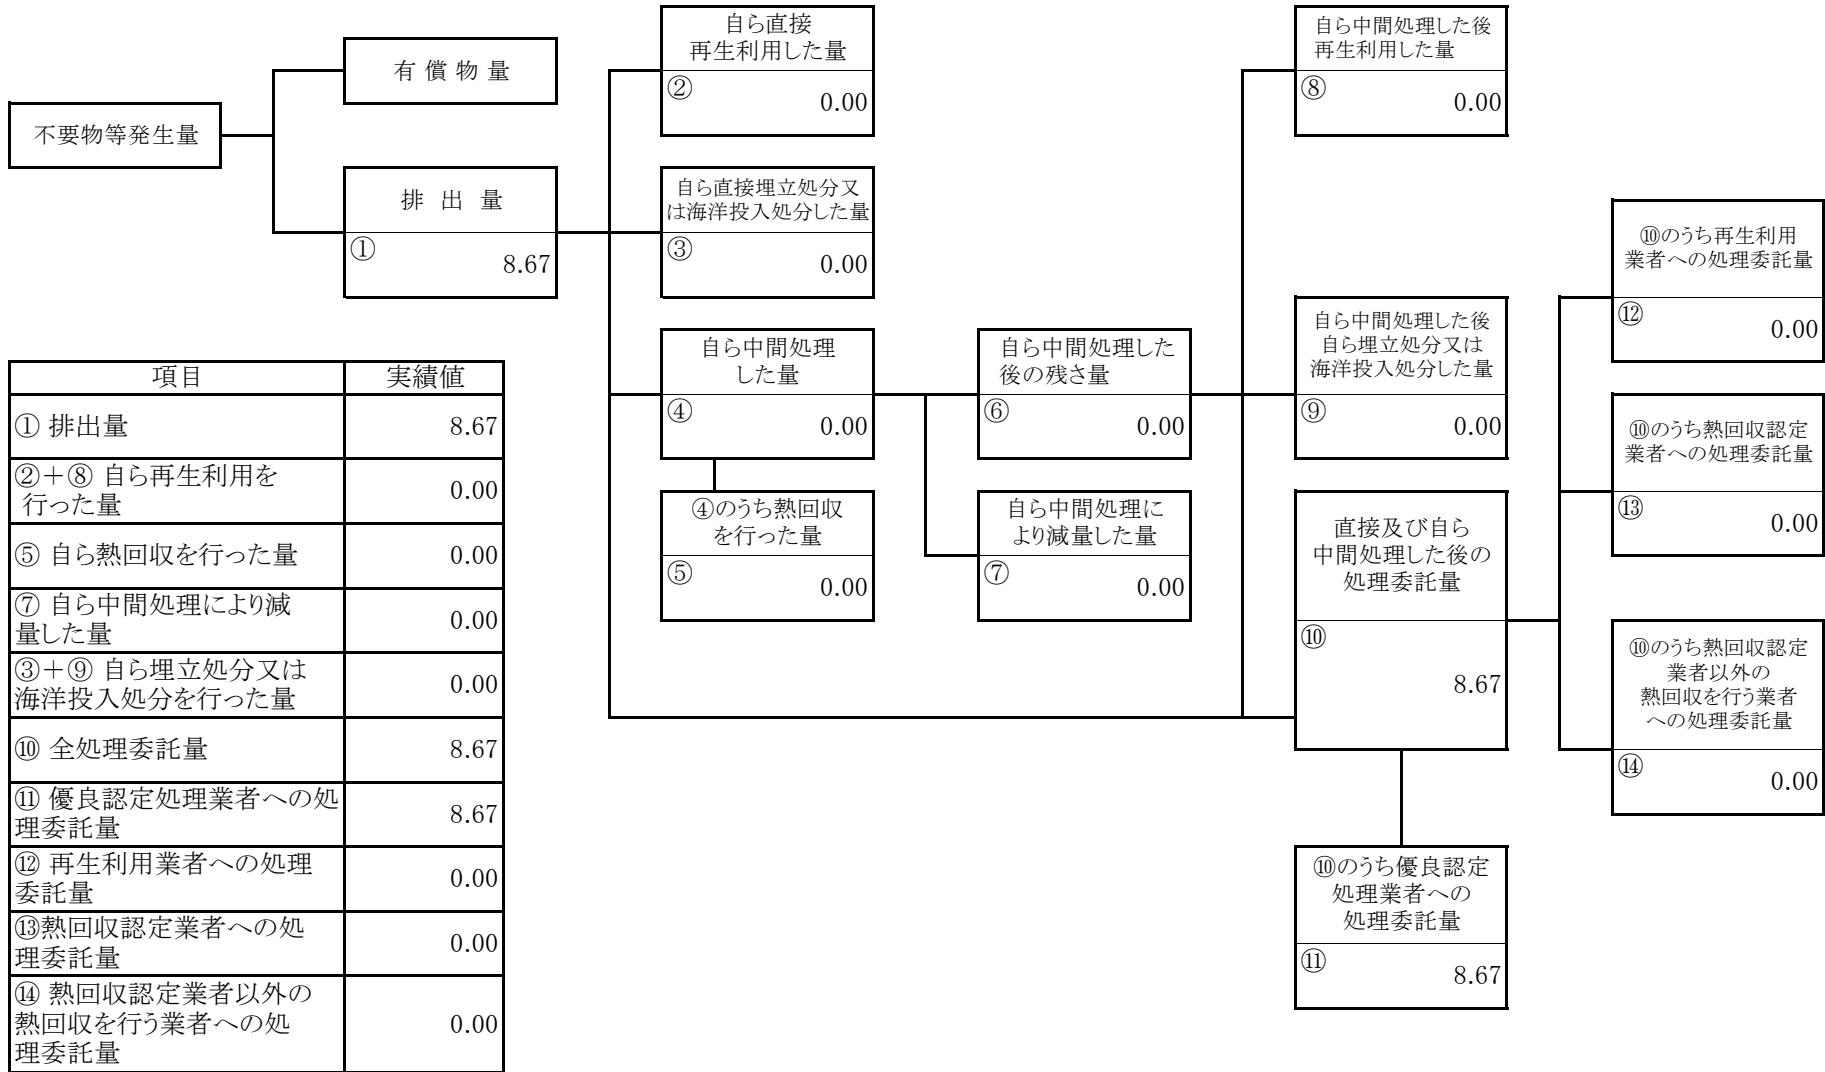 不要物等発生量
有 償 物 量
排 出 量
①
8.67
自ら直接
再生利用した量
②
0.00
自ら直接埋立処分又
は海洋投入処分した量
③
0.00
自ら中間処理
した量
④
0.00
④のうち熱回収
を行った量
⑤
0.00
自ら中間処理した
後の残さ量
⑥
0.00
自ら中間処理に
より減量した量
⑦
0.00
自ら中間処理した後
再生利用した量
⑧
0.00
自ら中間処理した後
自ら埋立処分又は
海洋投入処分した量
⑨
0.00
直接及び自ら
中間処理した後の
処理委託量
⑩
8.67
⑩のうち優良認定
処理業者への
処理委託量
⑪
8.67
⑩のうち再生利用
業者への処理委託量
⑫
0.00
⑩のうち熱回収認定
業者への処理委託量
⑬
0.00
⑩のうち熱回収認定
業者以外の
熱回収を行う業者
への処理委託量
⑭
0.00
項目 実績値
① 排出量 8.67
②+⑧ 自ら再生利用を
行った量 0.00
⑤ 自ら熱回収を行った量 0.00
⑦ 自ら中間処理により減
量した量 0.00
③+⑨ 自ら埋立処分又は
海洋投入処分を行った量 0.00
⑩ 全処理委託量 8.67
⑪ 優良認定処理業者への処
理委託量 8.67
⑫ 再生利用業者への処理
委託量 0.00
⑬熱回収認定業者への処
理委託量 0.00
⑭ 熱回収認定業者以外の
熱回収を行う業者への処
理委託量 0.00